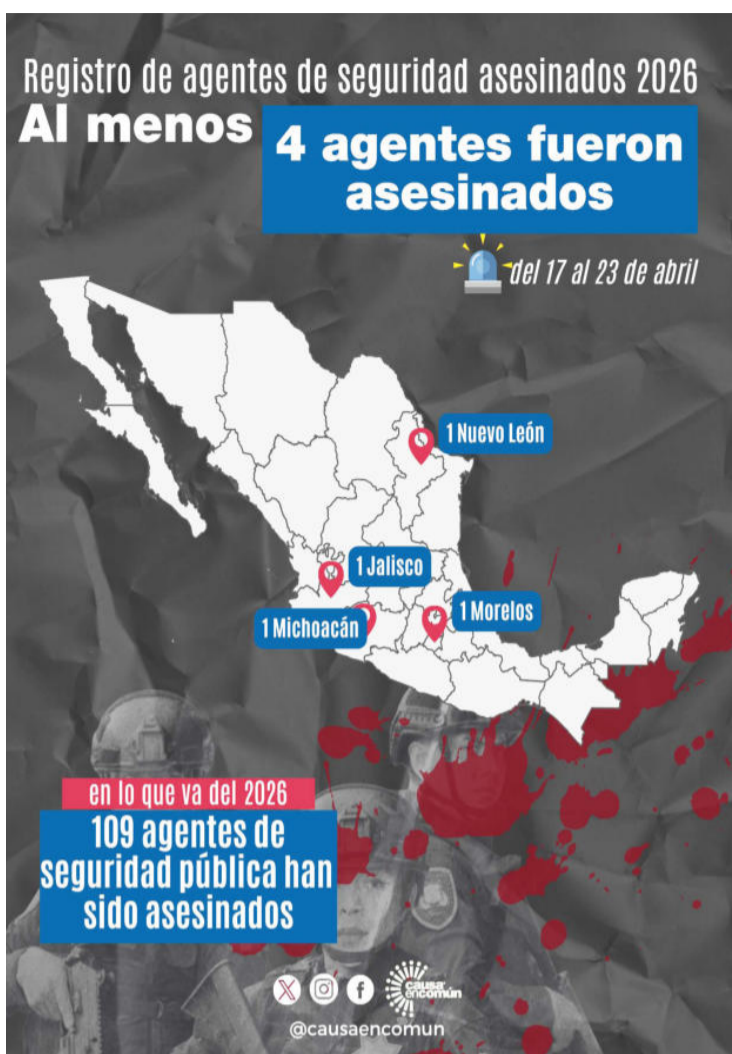 Registro de agentes de seguridad asesinados 2026
Al menos
4 agentes fueron
asesinados
del 17 al 23 de abril
1 Nuevo León
1 Jalisco
1 Michoacán
1 Morelos
en lo que va del 2026
109 agentes de
seguridad pública han
sido asesinados
causa
encomún
@causaencomun